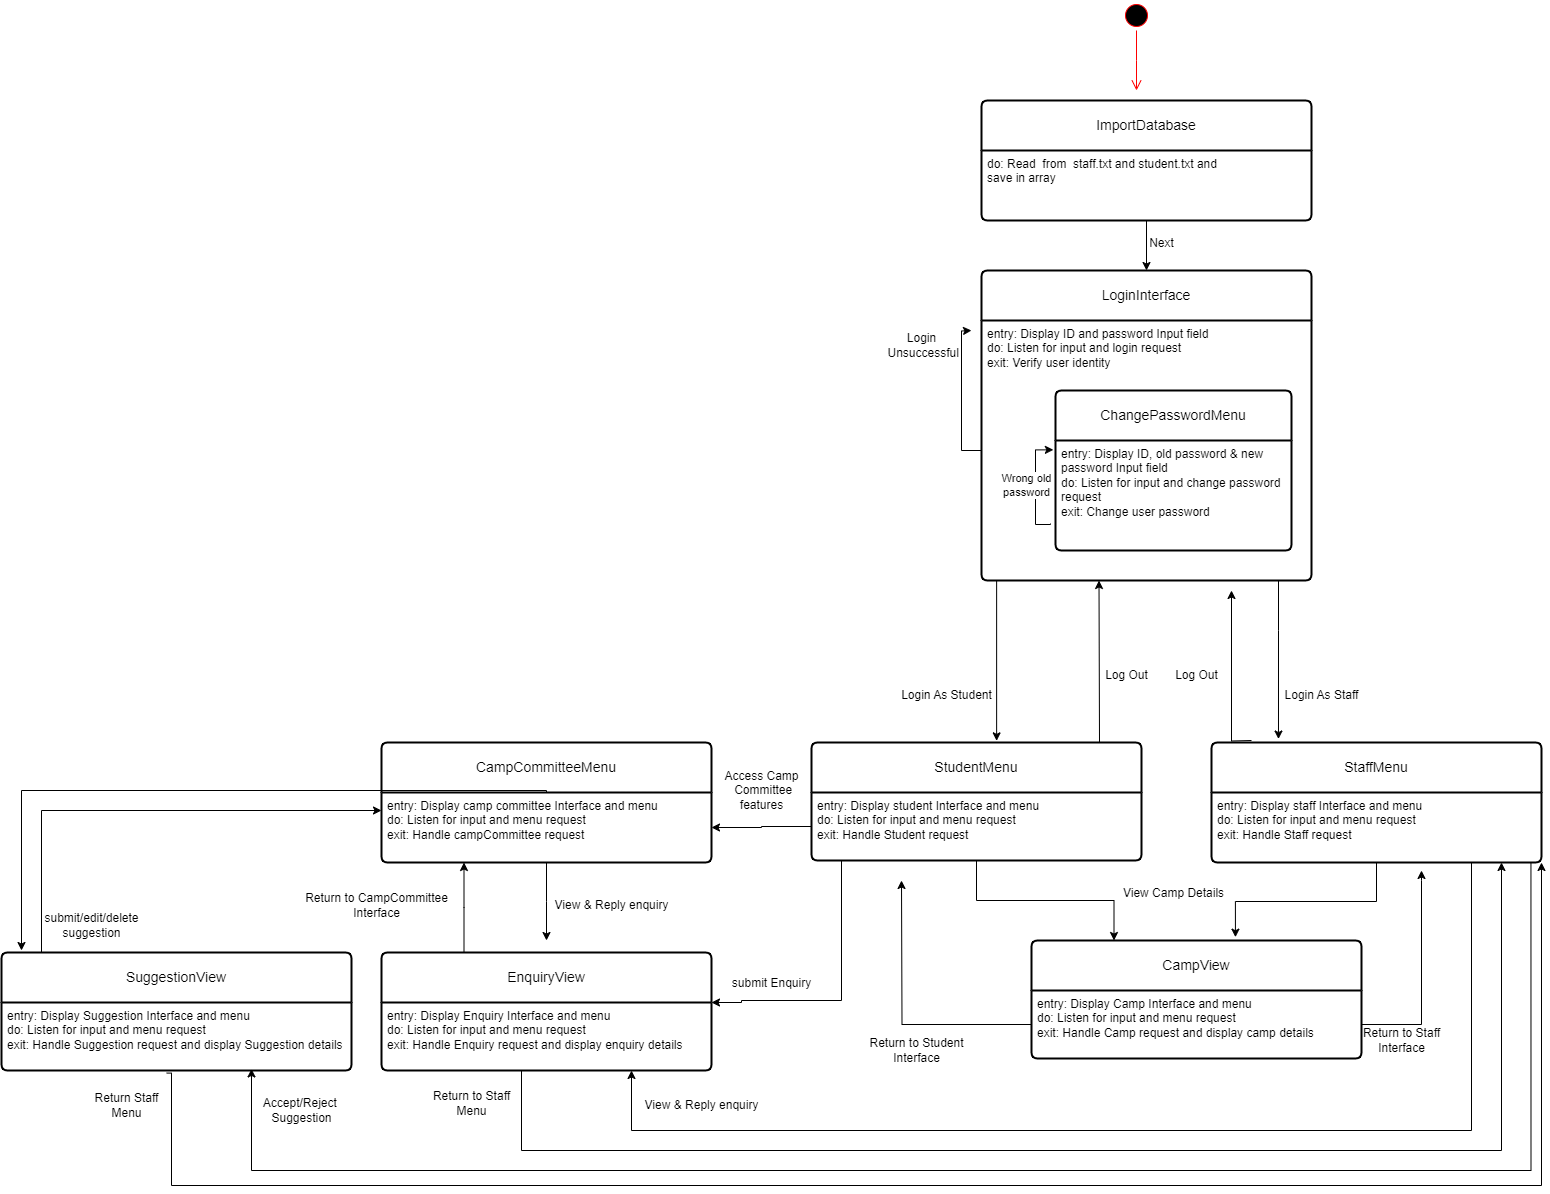 ImportDatabase
do: Read  from  staff.txt and student.txt and
save in array
Next
LoginInterface
entry: Display ID and password Input field
do: Listen for input and login request
exit: Verify user identity
Login
Unsuccessful
ChangePasswordMenu
entry: Display ID, old password & new
password Input field
do: Listen for input and change password
request
exit: Change user password
Wrong old
password
Login As Student
Log Out
Log Out
Login As Staff
CampCommitteeMenu
entry: Display camp committee Interface and menu
do: Listen for input and menu request
exit: Handle campCommittee request
Access Camp
Committee
features
StudentMenu
entry: Display student Interface and menu
do: Listen for input and menu request
exit: Handle Student request
StaffMenu
entry: Display staff Interface and menu
do: Listen for input and menu request
exit: Handle Staff request
submit/edit/delete
suggestion
Return to CampCommittee
Interface
View & Reply enquiry
View Camp Details
SuggestionView
entry: Display Suggestion Interface and menu
do: Listen for input and menu request
exit: Handle Suggestion request and display Suggestion details
EnquiryView
entry: Display Enquiry Interface and menu
do: Listen for input and menu request
exit: Handle Enquiry request and display enquiry details
submit Enquiry
CampView
entry: Display Camp Interface and menu
do: Listen for input and menu request
exit: Handle Camp request and display camp details
Return to Student
Interface
Return to Staff
Interface
Return Staff
Menu
Accept/Reject
Suggestion
Return to Staff
Menu
View & Reply enquiry